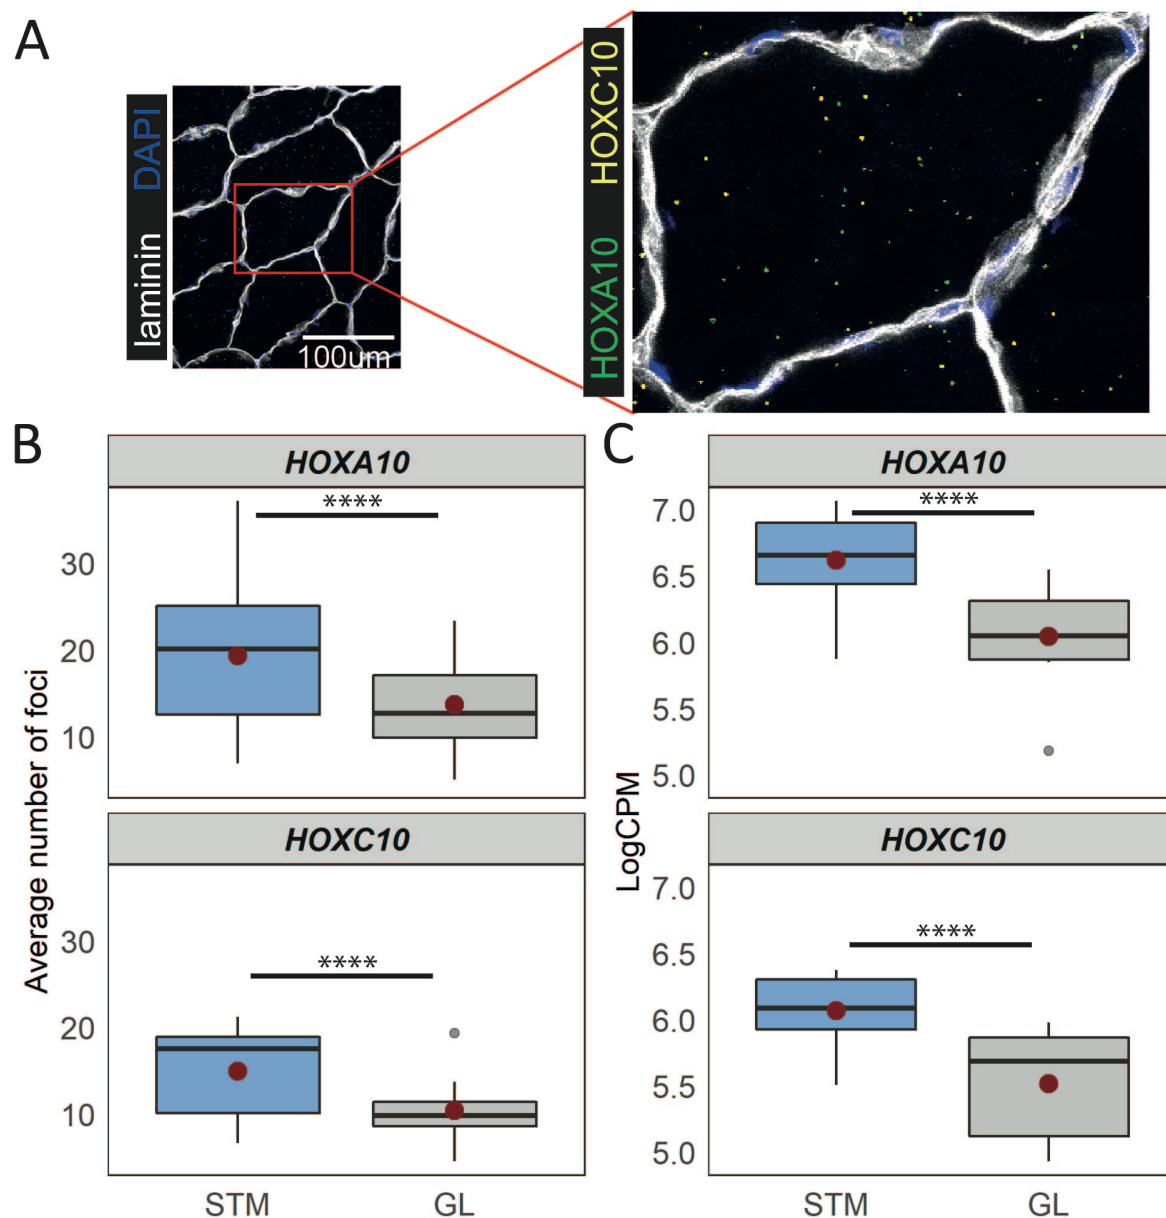 A
laminin DAPI
100um
HOXA10 HOXC10
B
HOXA10
****
30
20
10
HOXC10
****
30
20
10
Average number of foci
STM GL
C
HOXA10
****
7.0
6.5
6.0
5.5
5.0
HOXC10
****
7.0
6.5
6.0
5.5
5.0
LogCPM
STM GL